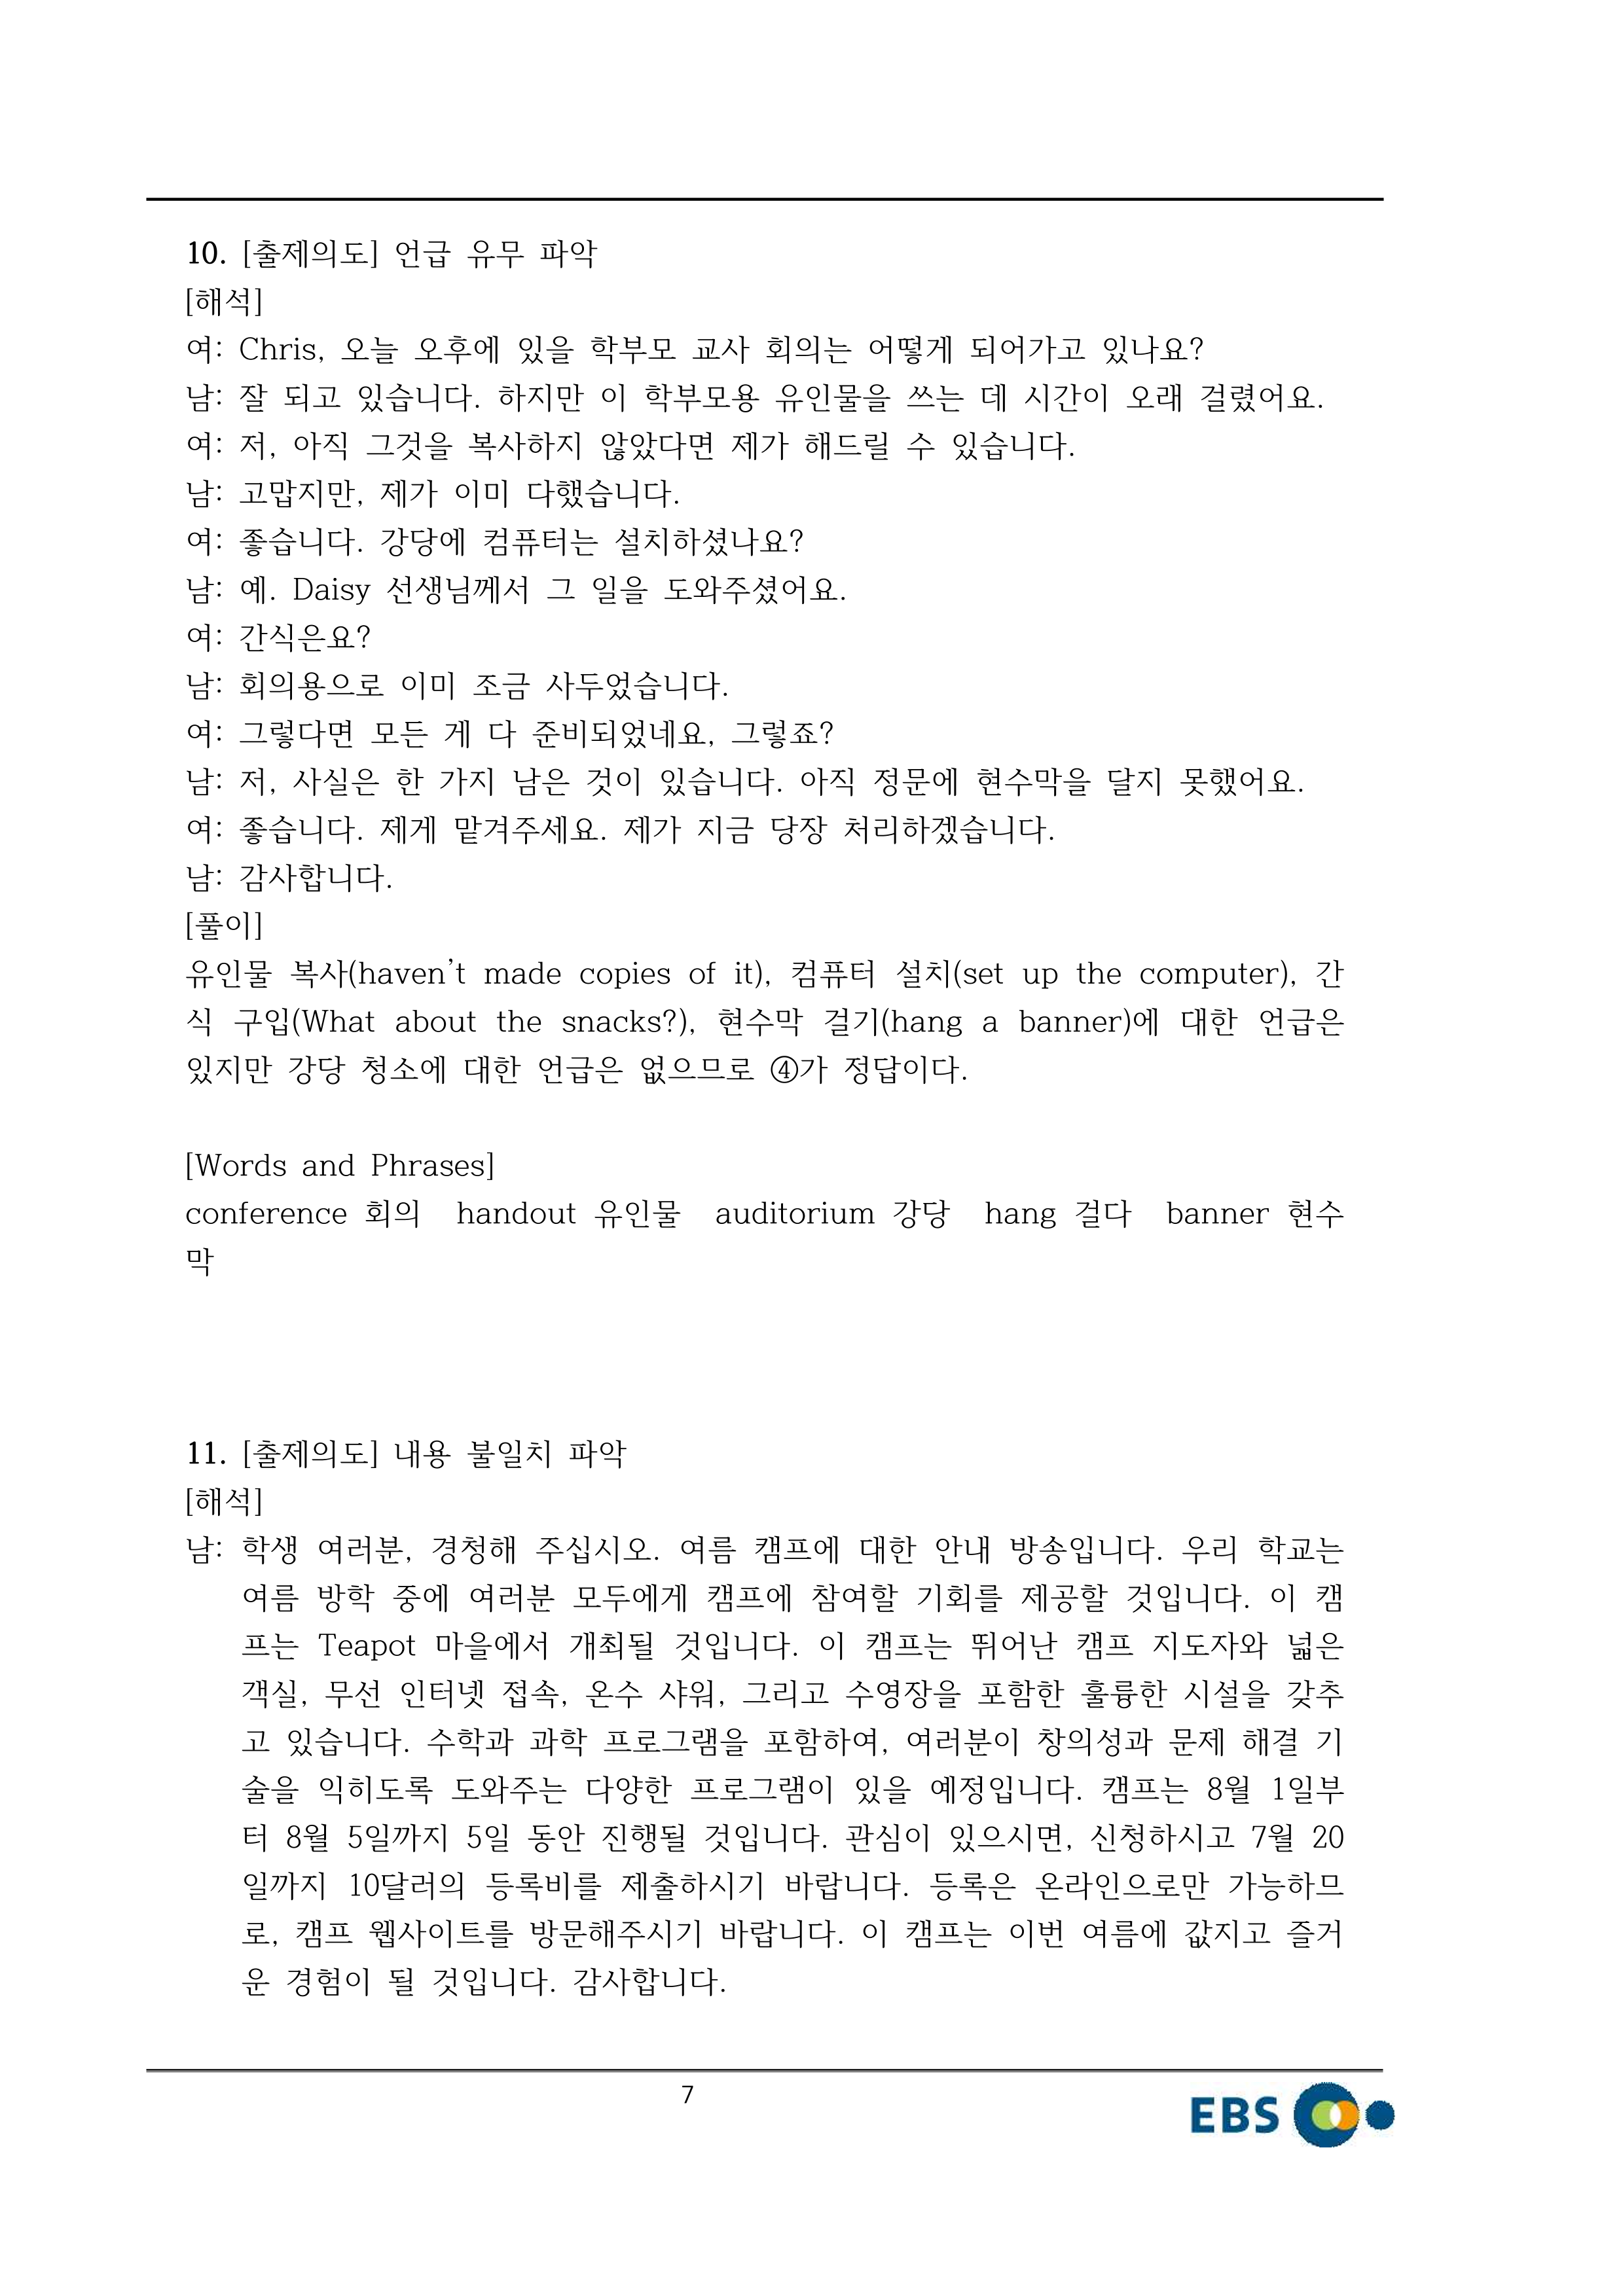 10. [출제의도] 언급 유무 파악
[해석]
여: Chris, 오늘 오후에 있을 학부모 교사 회의는 어떻게 되어가고 있나요?
남: 잘 되고 있습니다. 하지만 이 학부모용 유인물을 쓰는 데 시간이 오래 걸렸어요.
여: 저, 아직 그것을 복사하지 않았다면 제가 해드릴 수 있습니다.
남: 고맙지만, 제가 이미 다했습니다.
여: 좋습니다. 강당에 컴퓨터는 설치하셨나요?
남: 예. Daisy 선생님께서 그 일을 도와주셨어요.
여: 간식은요?
남: 회의용으로 이미 조금 사두었습니다.
여: 그렇다면 모든 게 다 준비되었네요, 그렇죠?
남: 저, 사실은 한 가지 남은 것이 있습니다. 아직 정문에 현수막을 달지 못했어요.
여: 좋습니다. 제게 맡겨주세요. 제가 지금 당장 처리하겠습니다.
남: 감사합니다.
[풀이]
유인물 복사(haven't made copies of it), 컴퓨터 설치(set up the computer), 간
식 구입(What about the snacks?), 현수막 걸기(hang a banner)에 대한 언급은
있지만 강당 청소에 대한 언급은 없으므로 ④가 정답이다.
[Words and Phrases]
conference 회의 handout 유인물 auditorium 강당 hang 걸다 banner 현수
막
11. [출제의도] 내용 불일치 파악
[해석]
남: 학생 여러분, 경청해 주십시오. 여름 캠프에 대한 안내 방송입니다. 우리 학교는
여름 방학 중에 여러분 모두에게 캠프에 참여할 기회를 제공할 것입니다. 이 캠
프는 Teapot 마을에서 개최될 것입니다. 이 캠프는 뛰어난 캠프 지도자와 넓은
객실, 무선 인터넷 접속, 온수 샤워, 그리고 수영장을 포함한 훌륭한 시설을 갖추
고 있습니다. 수학과 과학 프로그램을 포함하여, 여러분이 창의성과 문제 해결 기
술을 익히도록 도와주는 다양한 프로그램이 있을 예정입니다. 캠프는 8월 1일부
터 8월 5일까지 5일 동안 진행될 것입니다. 관심이 있으시면, 신청하시고 7월 20
일까지 10달러의 등록비를 제출하시기 바랍니다. 등록은 온라인으로만 가능하므
로, 캠프 웹사이트를 방문해주시기 바랍니다. 이 캠프는 이번 여름에 값지고 즐거
운 경험이 될 것입니다. 감사합니다.
7
EBS